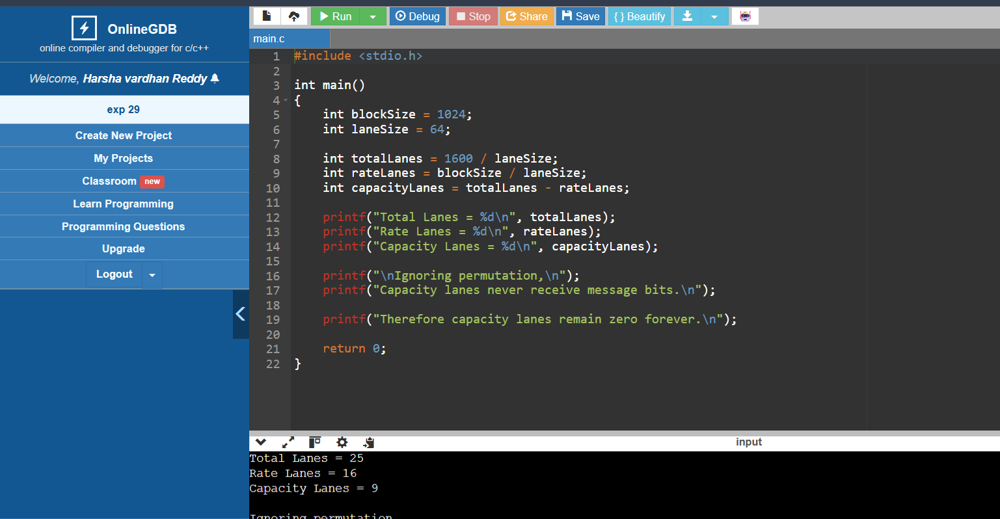 OnlineGDB
online compiler and debugger for c/c++
Welcome, Harsha vardhan Reddy
exp 29
Create New Project
My Projects
Classroom new
Learn Programming
Programming Questions
Upgrade
Logout
Run Debug Stop Share Save { } Beautify
main.c
1 #include <stdio.h>
2
3 int main()
4 {
5     int blockSize = 1024;
6     int laneSize = 64;
7
8     int totalLanes = 1600 / laneSize;
9     int rateLanes = blockSize / laneSize;
10     int capacityLanes = totalLanes - rateLanes;
11
12     printf("Total Lanes = %d\n", totalLanes);
13     printf("Rate Lanes = %d\n", rateLanes);
14     printf("Capacity Lanes = %d\n", capacityLanes);
15
16     printf("\nIgnoring permutation,\n");
17     printf("Capacity lanes never receive message bits.\n");
18
19     printf("Therefore capacity lanes remain zero forever.\n");
20
21     return 0;
22 }
input
Total Lanes = 25
Rate Lanes = 16
Capacity Lanes = 9
Ignoring permutation